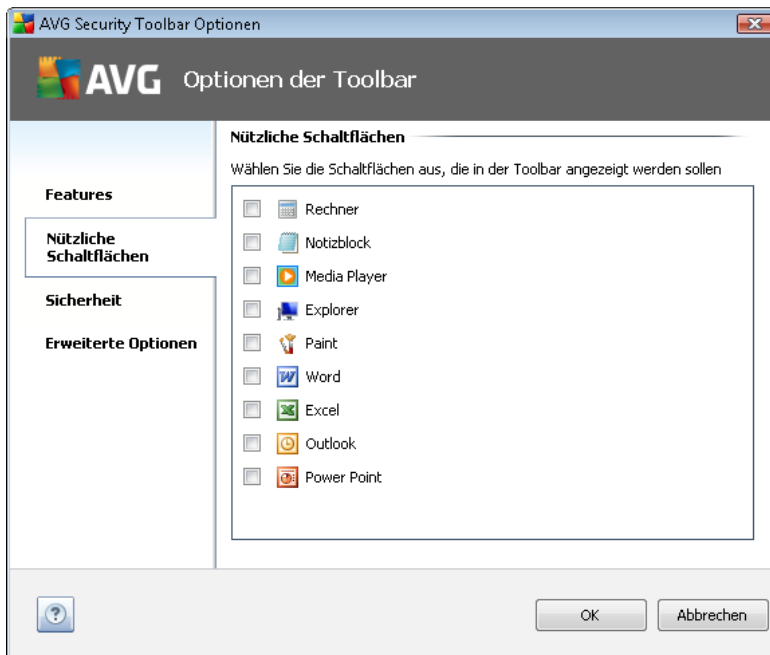 AVG Security Toolbar Optionen
AVG Optionen der Toolbar
Features
Nützliche
Schaltflächen
Sicherheit
Erweiterte Optionen
Nützliche Schaltflächen
Wählen Sie die Schaltflächen aus, die in der Toolbar angezeigt werden sollen
Rechner
Notizblock
Media Player
Explorer
Paint
Word
Excel
Outlook
Power Point
?
OK
Abbrechen